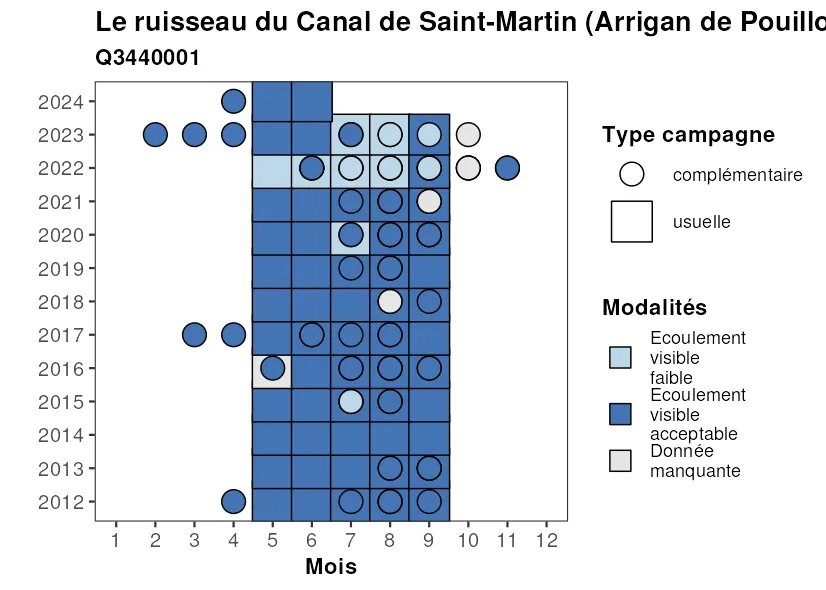 Le ruisseau du Canal de Saint-Martin (Arrigan de Pouillo
Q3440001
2024
2023
2022
2021
2020
2019
2018
2017
2016
2015
2014
2013
2012
1 2 3 4 5 6 7 8 9 10 11 12
Mois
Type campagne
complémentaire
usuelle
Modalités
Ecoulement
visible
faible
Ecoulement
visible
acceptable
Donnée
manquante